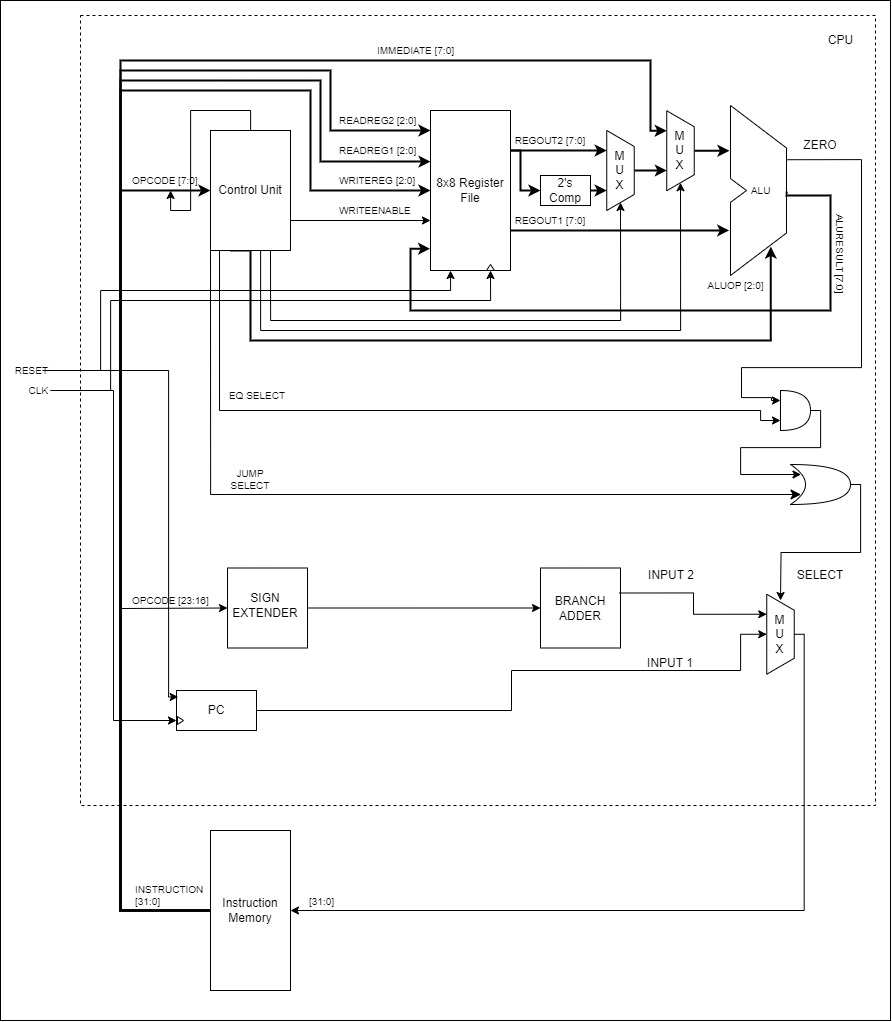 CPU
IMMEDIATE [7:0]
READREG2 [2:0]
REGOUT2 [7:0]
M
U
X
M
U
X
ZERO
READREG1 [2:0]
OPCODE [7:0]
Control Unit
WRITEREG [2:0]
8x8 Register
File
2's
Comp
ALU
WRITEENABLE
REGOUT1 [7:0]
ALURESULT [7:0]
ALUOP [2:0]
RESET
CLK
EQ SELECT
JUMP
SELECT
OPCODE [23:16]
SIGN
EXTENDER
BRANCH
ADDER
INPUT 2
SELECT
M
U
X
INPUT 1
PC
INSTRUCTION
[31:0]
Instruction
Memory
[31:0]